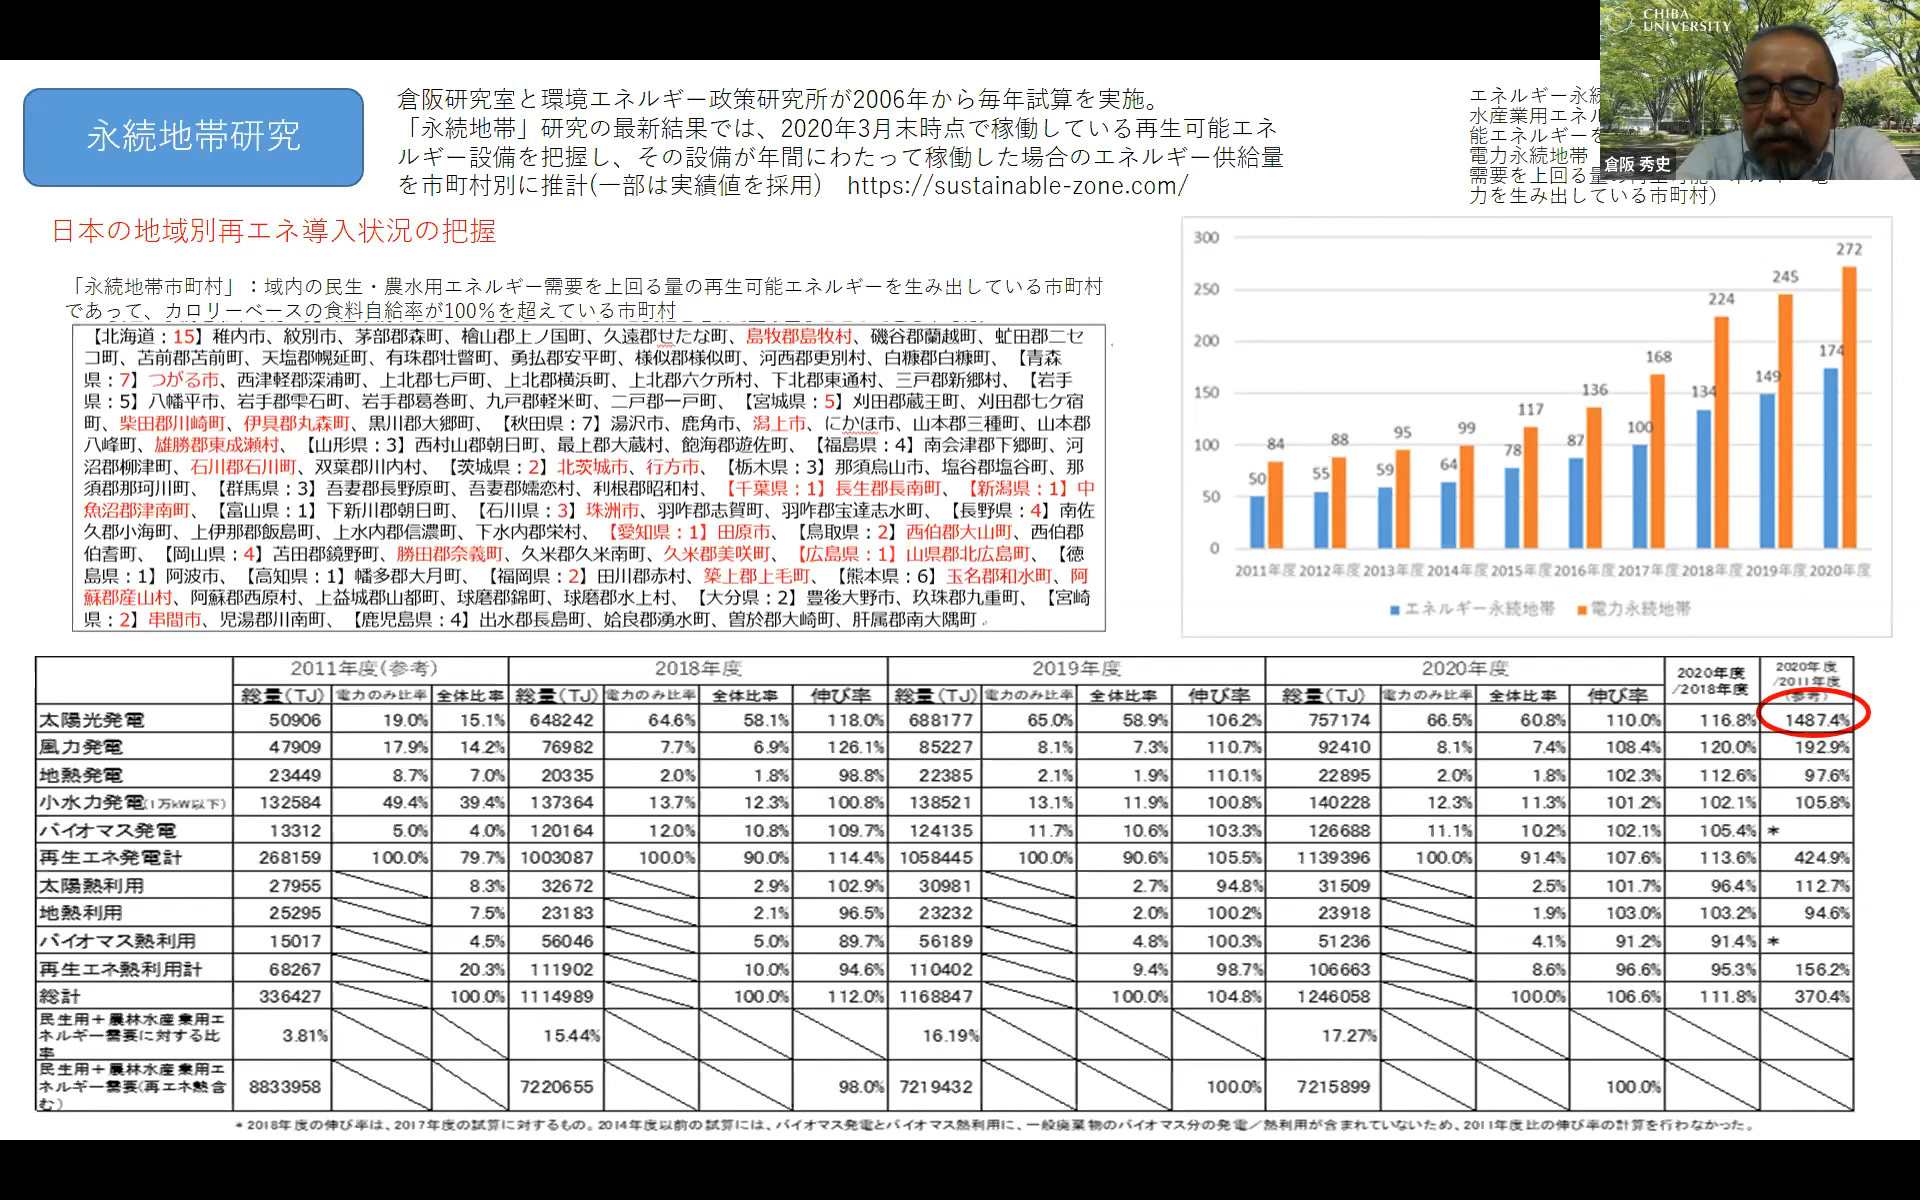 CHIBA
UNIVERSITY
倉阪 秀史
永続地帯研究
倉阪研究室と環境エネルギー政策研究所が2006年から毎年試算を実施。
「永続地帯」研究の最新結果では、2020年3月末時点で稼働している再生可能エネ
ルギー設備を把握し、その設備が年間にわたって稼働した場合のエネルギー供給量
を市町村別に推計(一部は実績値を採用) https://sustainable-zone.com/
エネルギー永続
水産業用エネル
能エネルギーを
電力永続地帯
需要を上回る量
力を生み出している市町村)
日本の地域別再エネ導入状況の把握
「永続地帯市町村」：域内の民生・農水用エネルギー需要を上回る量の再生可能エネルギーを生み出している市町村
であって、カロリーベースの食料自給率が100%を超えている市町村
【北海道：15】稚内市、紋別市、茅部郡森町、檜山郡上ノ国町、久遠郡せたな町、島牧郡島牧村、磯谷郡蘭越町、虻田郡ニセ
コ町、苫前郡苫前町、天塩郡幌延町、有珠郡壮瞥町、勇払郡安平町、様似郡様似町、河西郡更別村、白糠郡白糠町、【青森
県：7】つがる市、西津軽郡深浦町、上北郡七戸町、上北郡横浜町、上北郡六ケ所村、下北郡東通村、三戸郡新郷村、【岩手
県：5】八幡平市、岩手郡雫石町、岩手郡葛巻町、九戸郡軽米町、二戸郡一戸町、【宮城県：5】刈田郡蔵王町、刈田郡七ケ宿
町、柴田郡川崎町、伊具郡丸森町、黒川郡大郷町、【秋田県：7】湯沢市、鹿角市、潟上市、にかほ市、山本郡三種町、山本郡
八峰町、雄勝郡東成瀬村、【山形県：3】西村山郡朝日町、最上郡大蔵村、飽海郡遊佐町、【福島県：4】南会津郡下郷町、河
沼郡柳津町、石川郡石川町、双葉郡川内村、【茨城県：2】北茨城市、行方市、【栃木県：3】那須烏山市、塩谷郡塩谷町、那
須郡那珂川町、【群馬県：3】吾妻郡長野原町、吾妻郡嬬恋村、利根郡昭和村、【千葉県：1】長生郡長南町、【新潟県：1】中
魚沼郡津南町、【富山県：1】下新川郡朝日町、【石川県：3】珠洲市、羽咋郡志賀町、羽咋郡宝達志水町、【長野県：4】南佐
久郡小海町、上伊那郡飯島町、上水内郡信濃町、下水内郡栄村、【愛知県：1】田原市、【鳥取県：2】西伯郡大山町、西伯郡
伯耆町、【岡山県：4】苫田郡鏡野町、勝田郡奈義町、久米郡久米南町、久米郡美咲町、【広島県：1】山県郡北広島町、【徳
島県：1】阿波市、【高知県：1】幡多郡大月町、【福岡県：2】田川郡赤村、築上郡上毛町、【熊本県：6】玉名郡和水町、阿
蘇郡産山村、阿蘇郡西原村、上益城郡山都町、球磨郡錦町、球磨郡水上村、【大分県：2】豊後大野市、玖珠郡九重町、【宮崎
県：2】串間市、児湯郡川南町、【鹿児島県：4】出水郡長島町、姶良郡湧水町、曽於郡大崎町、肝属郡南大隅町
300
250
200
150
100
50
0
50 84 55 88 59 95 64 99 78 117 87 136 100 168 134 224 149 245 174 272
2011年度 2012年度 2013年度 2014年度 2015年度 2016年度 2017年度 2018年度 2019年度 2020年度
エネルギー永続地帯 電力永続地帯
2011年度(参考) 2018年度 2019年度 2020年度 2020年度/2018年度 2020年度/2011年度(参考)
総量(TJ) 電力のみ比率 全体比率 総量(TJ) 電力のみ比率 全体比率 伸び率 総量(TJ) 電力のみ比率 全体比率 伸び率 総量(TJ) 電力のみ比率 全体比率 伸び率
太陽光発電 50906 19.0% 15.1% 648242 64.6% 58.1% 118.0% 688177 65.0% 58.9% 106.2% 757174 66.5% 60.8% 110.0% 116.8% 1487.4%
風力発電 47909 17.9% 14.2% 76982 7.7% 6.9% 126.1% 85227 8.1% 7.3% 110.7% 92410 8.1% 7.4% 108.4% 120.0% 192.9%
地熱発電 23449 8.7% 7.0% 20335 2.0% 1.8% 98.8% 22385 2.1% 1.9% 110.1% 22895 2.0% 1.8% 102.3% 112.6% 97.6%
小水力発電(1万kW以下) 132584 49.4% 39.4% 137364 13.7% 12.3% 100.8% 138521 13.1% 11.9% 100.8% 140228 12.3% 11.3% 101.2% 102.1% 105.8%
バイオマス発電 13312 5.0% 4.0% 120164 12.0% 10.8% 109.7% 124135 11.7% 10.6% 103.3% 126688 11.1% 10.2% 102.1% 105.4% *
再生エネ発電計 268159 100.0% 79.7% 1003087 100.0% 90.0% 114.4% 1058445 100.0% 90.6% 105.5% 1139396 100.0% 91.4% 107.6% 113.6% 424.9%
太陽熱利用 27955 8.3% 32672 2.9% 102.9% 30981 2.7% 94.8% 31509 2.5% 101.7% 96.4% 112.7%
地熱利用 25295 7.5% 23183 2.1% 96.5% 23232 2.0% 100.2% 23918 1.9% 103.0% 103.2% 94.6%
バイオマス熱利用 15017 4.5% 56046 5.0% 89.7% 56189 4.8% 100.3% 51236 4.1% 91.2% 91.4% *
再生エネ熱利用計 68267 20.3% 111902 10.0% 94.6% 110402 9.4% 98.7% 106663 8.6% 96.6% 95.3% 156.2%
総計 336427 100.0% 1114989 100.0% 112.0% 1168847 100.0% 104.8% 1246058 100.0% 106.6% 111.8% 370.4%
民生用＋農林水産業用エ
ネルギー需要に対する比
率 3.81% 15.44% 16.19% 17.27%
民生用＋農林水産業用エ
ネルギー需要(再エネ熱含
む) 8833958 7220655 98.0% 7219432 100.0% 7215899 100.0%
*2018年度の伸び率は、2017年度の試算に対するもの。2014年度以前の試算には、バイオマス発電とバイオマス熱利用に、一般廃棄物のバイオマス分の発電／熱利用が含まれていないため、2011年度比の伸び率の計算を行わなかった。